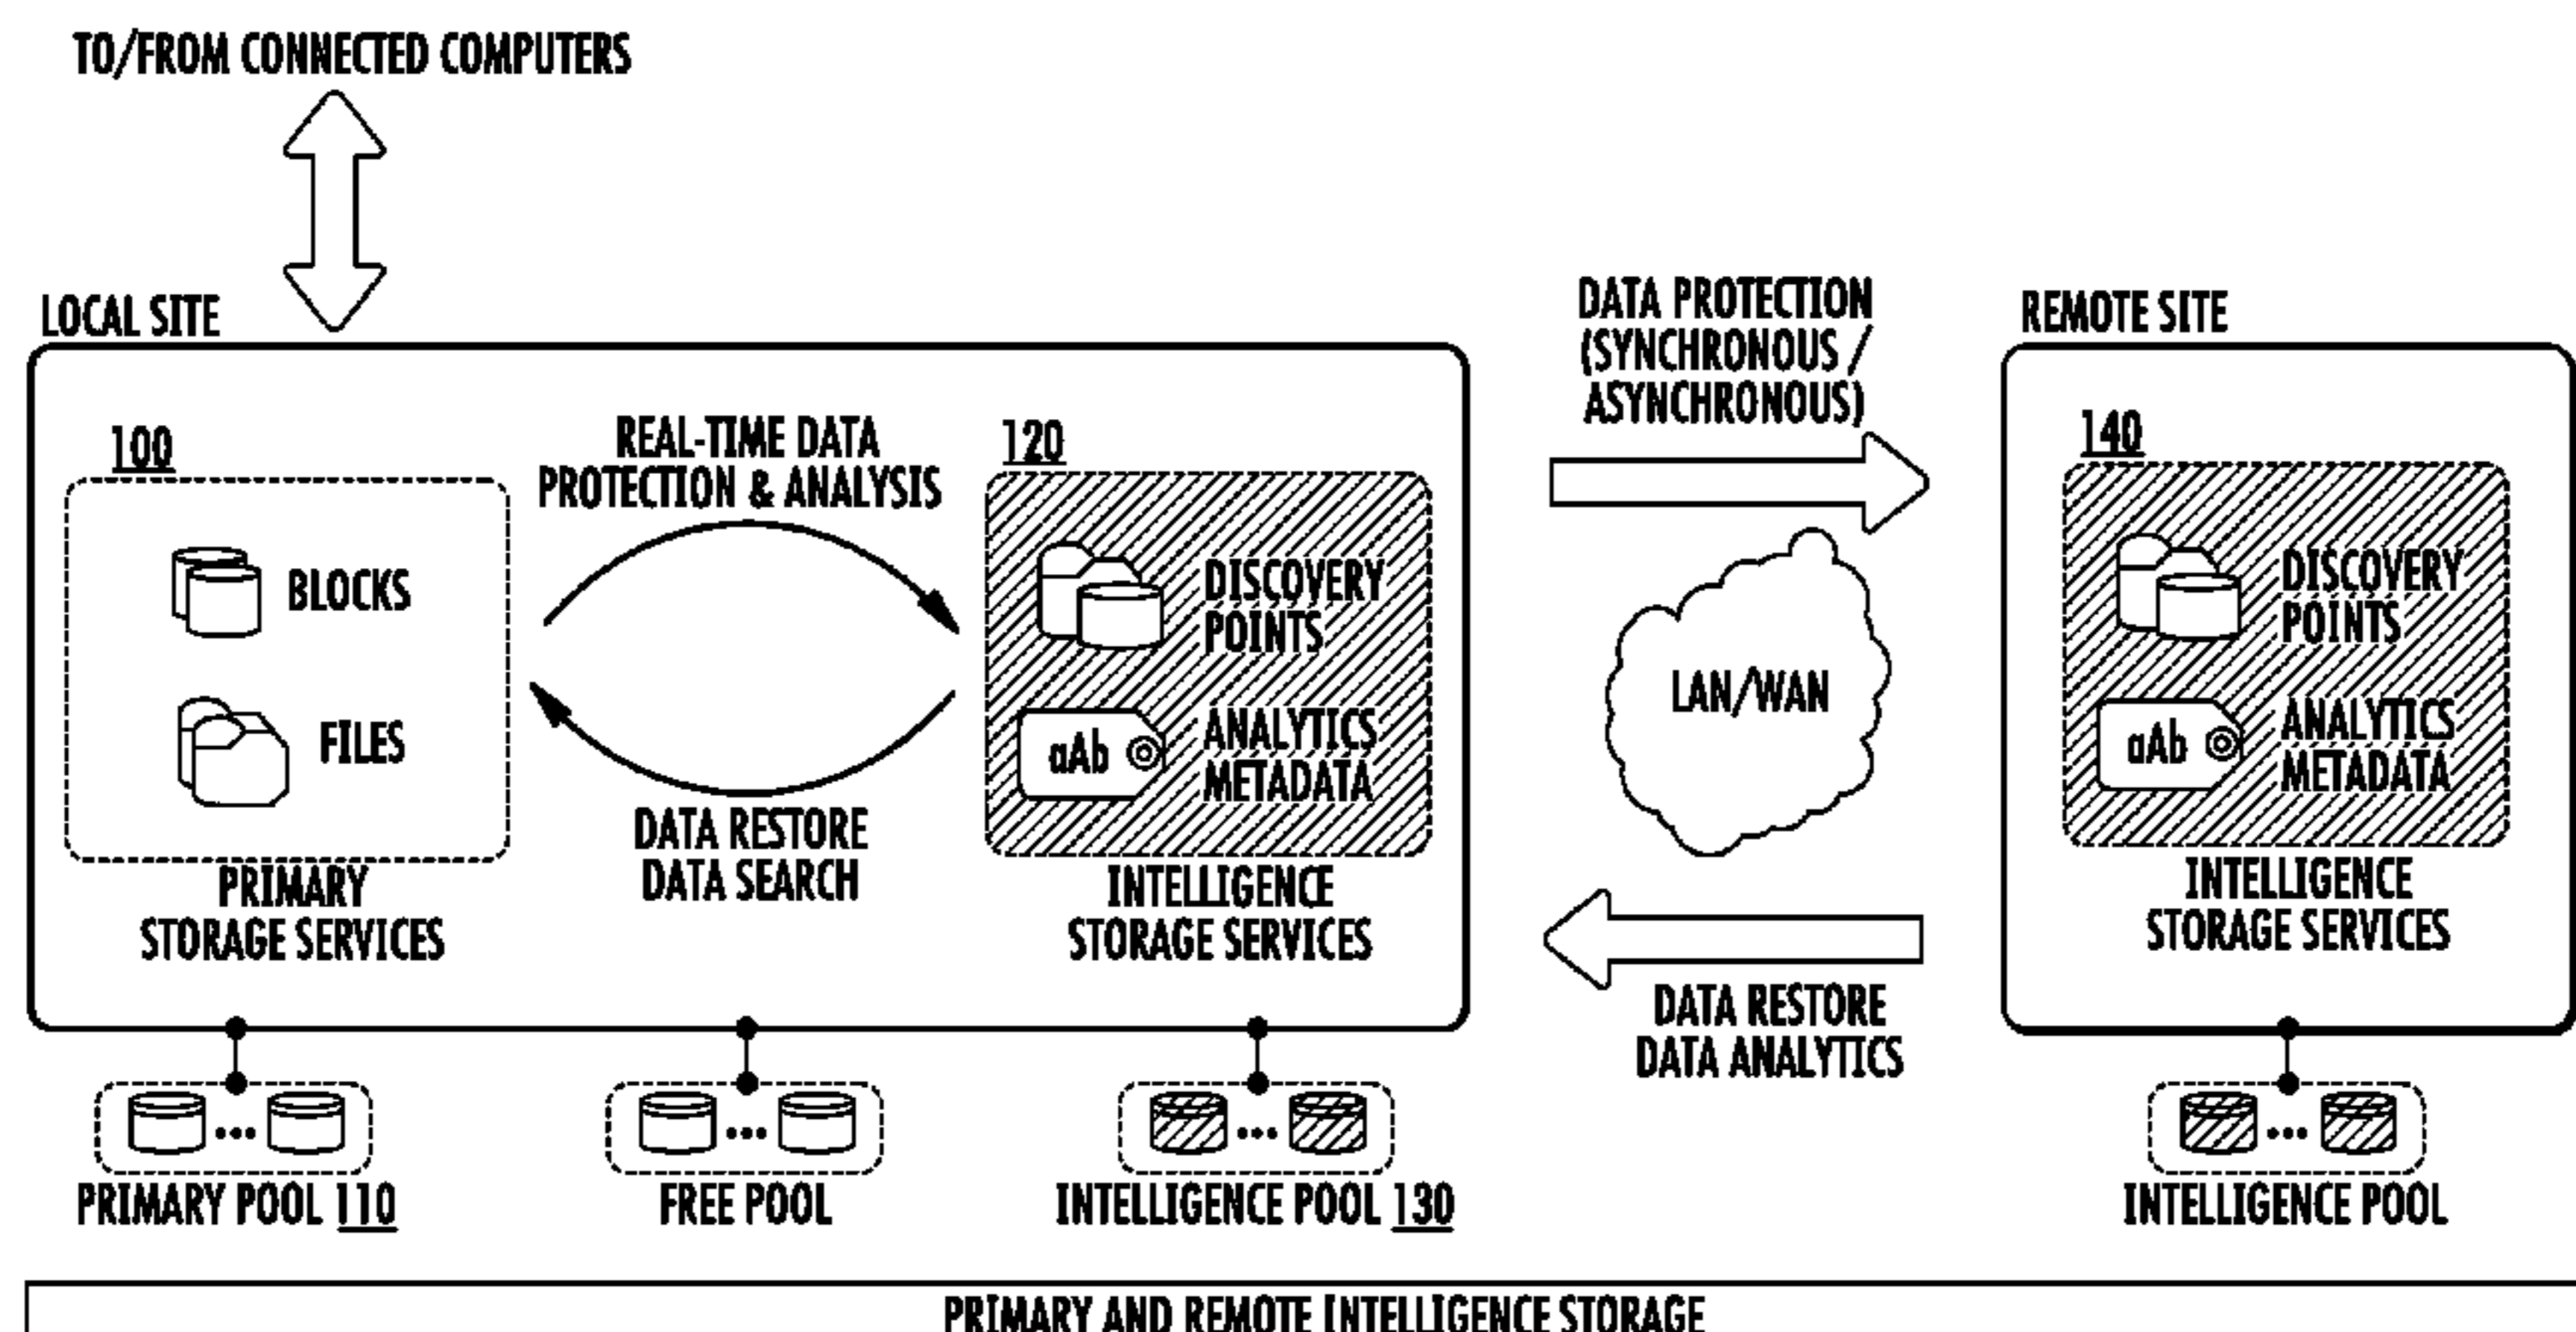 TO/FROM CONNECTED COMPUTERS
LOCAL SITE
100
BLOCKS
FILES
PRIMARY
STORAGE SERVICES
REAL-TIME DATA
PROTECTION & ANALYSIS
DATA RESTORE
DATA SEARCH
120
DISCOVERY
POINTS
aAb
ANALYTICS
METADATA
INTELLIGENCE
STORAGE SERVICES
DATA PROTECTION
(SYNCHRONOUS /
ASYNCHRONOUS)
LAN/WAN
DATA RESTORE
DATA ANALYTICS
REMOTE SITE
140
DISCOVERY
POINTS
aAb
ANALYTICS
METADATA
INTELLIGENCE
STORAGE SERVICES
PRIMARY POOL 110
FREE POOL
INTELLIGENCE POOL 130
INTELLIGENCE POOL
PRIMARY AND REMOTE INTELLIGENCE STORAGE